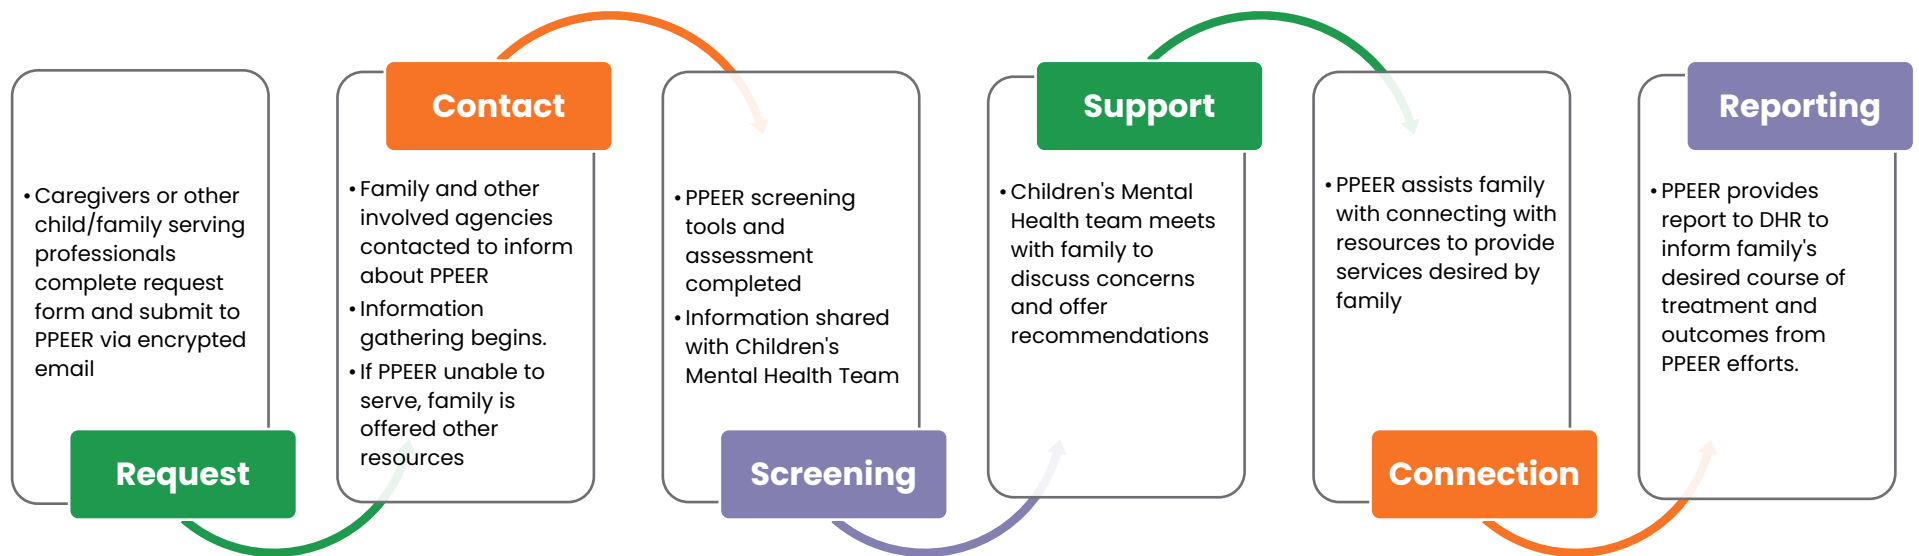 • Caregivers or other
child/family serving
professionals
complete request
form and submit to
PPEER via encrypted
email
Request
Contact
• Family and other
involved agencies
contacted to inform
about PPEER
• Information
gathering begins.
• If PPEER unable to
serve, family is
offered other
resources
• PPEER screening
tools and
assessment
completed
• Information shared
with Children's
Mental Health Team
Screening
Support
• Children's Mental
Health team meets
with family to
discuss concerns
and offer
recommendations
• PPEER assists family
with connecting with
resources to provide
services desired by
family
Connection
Reporting
• PPEER provides
report to DHR to
inform family's
desired course of
treatment and
outcomes from
PPEER efforts.